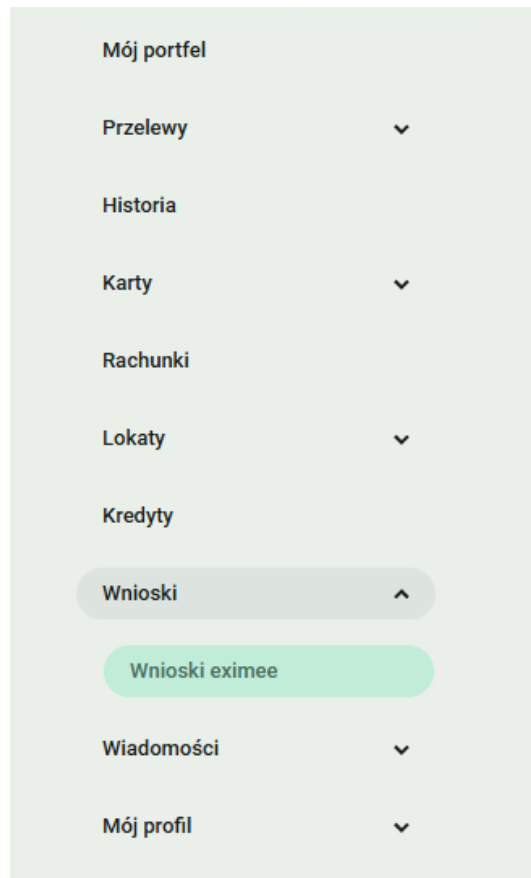 Mój portfel
Przelewy
Historia
Karty
Rachunki
Lokaty
Kredyty
Wnioski
Wnioski eximee
Wiadomości
Mój profil